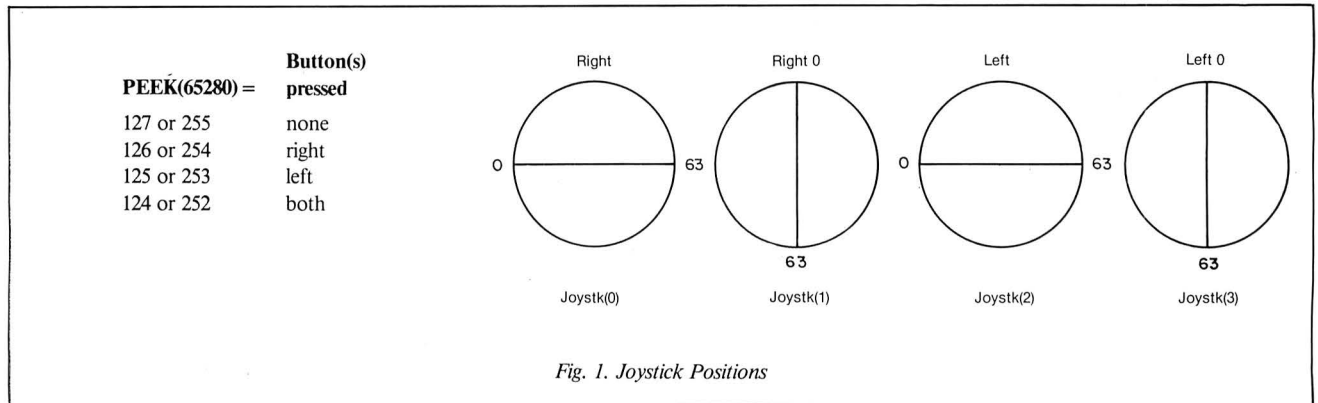 Button(s)
PEEK(65280) = pressed
127 or 255 none
126 or 254 right
125 or 253 left
124 or 252 both
Right Right 0 Left Left 0
0 63 0 63
63 63
Joystk(0) Joystk(1) Joystk(2) Joystk(3)
Fig. 1. Joystick Positions